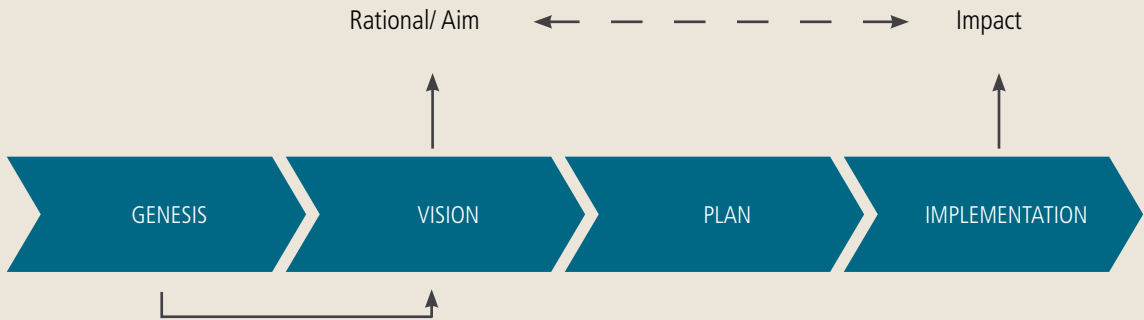 Rational/ Aim
Impact
GENESIS
VISION
PLAN
IMPLEMENTATION